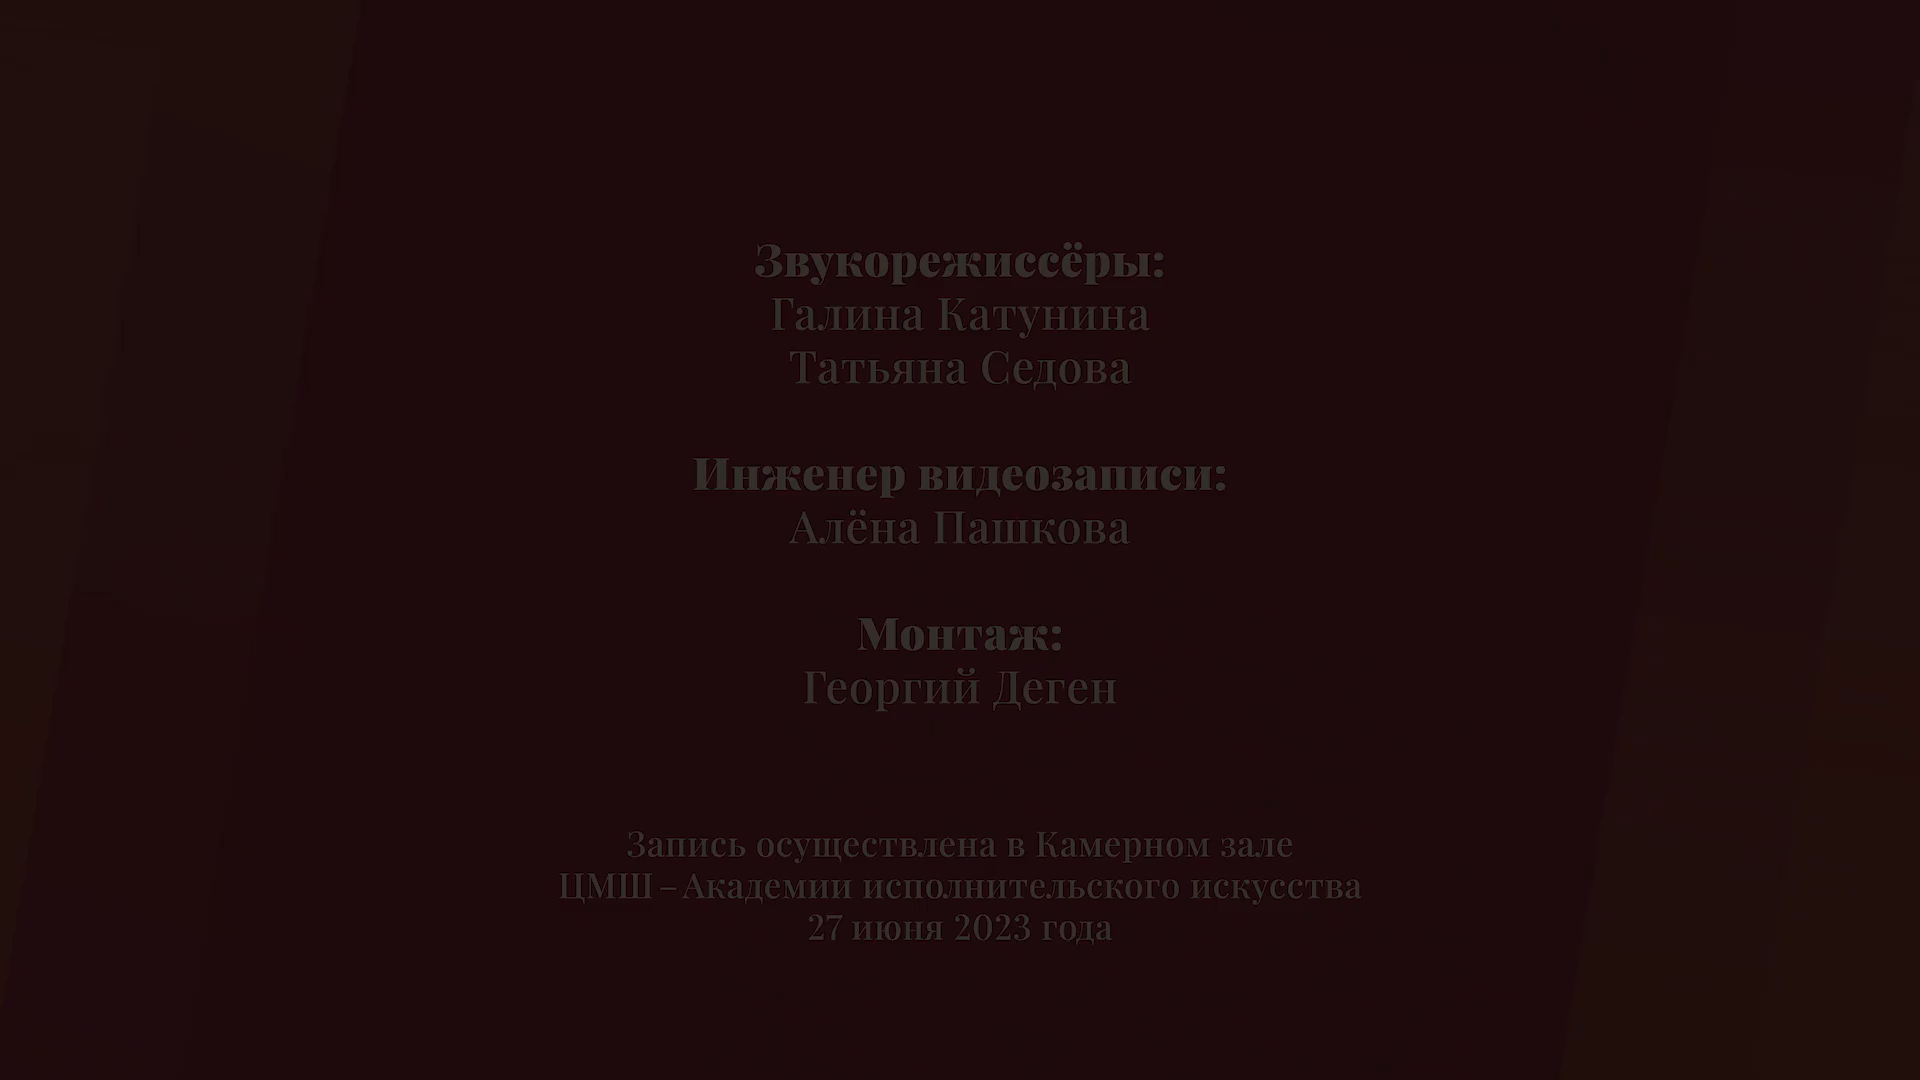 Звукорежиссёры:
Галина Катунина
Татьяна Седова
Инженер видеозаписи:
Алёна Пашкова
Монтаж:
Георгий Деген
Запись осуществлена в Камерном зале
ЦМШ – Академии исполнительского искусства
27 июня 2023 года